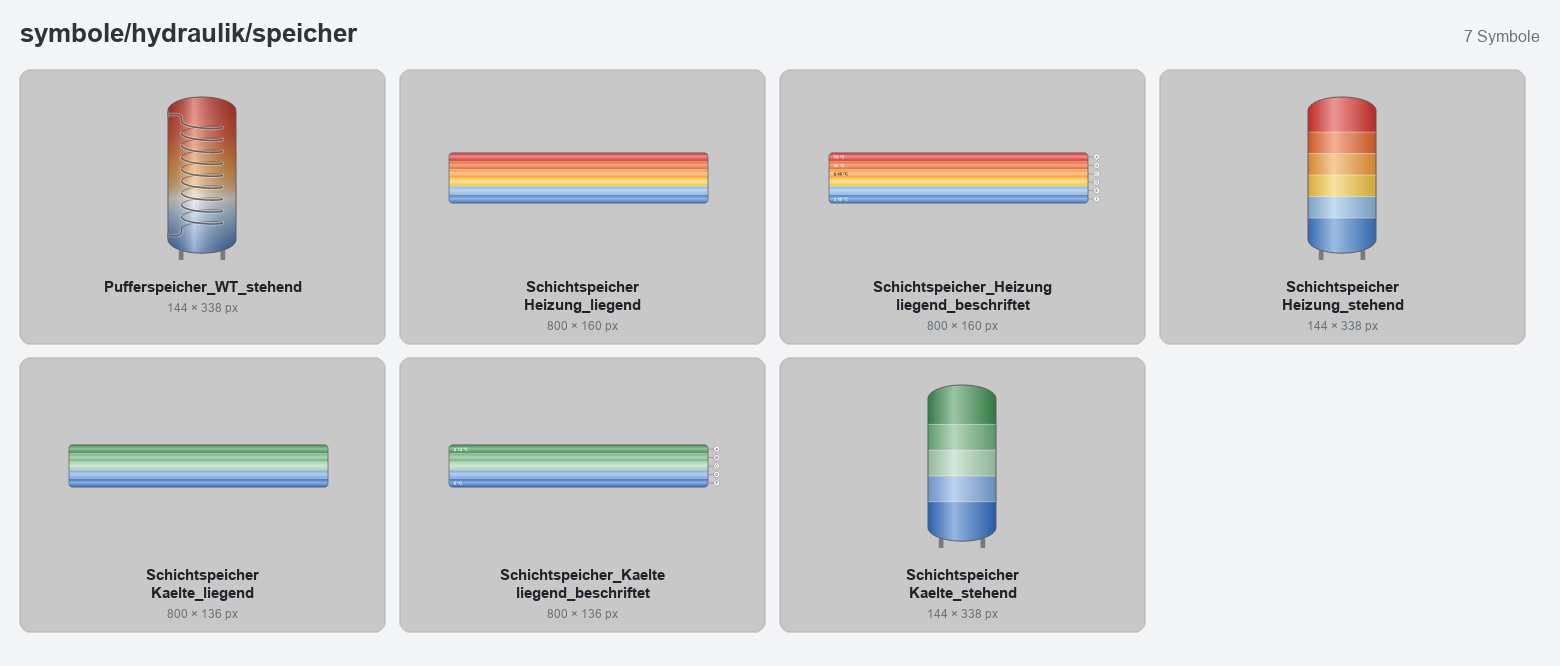 symbole/hydraulik/speicher
7 Symbole
Pufferspeicher_WT_stehend
144 × 338 px
Schichtspeicher
Heizung_liegend
800 × 160 px
Schichtspeicher_Heizung
liegend_beschriftet
800 × 160 px
Schichtspeicher
Heizung_stehend
144 × 338 px
Schichtspeicher
Kaelte_liegend
800 × 136 px
Schichtspeicher_Kaelte
liegend_beschriftet
800 × 136 px
Schichtspeicher
Kaelte_stehend
144 × 338 px